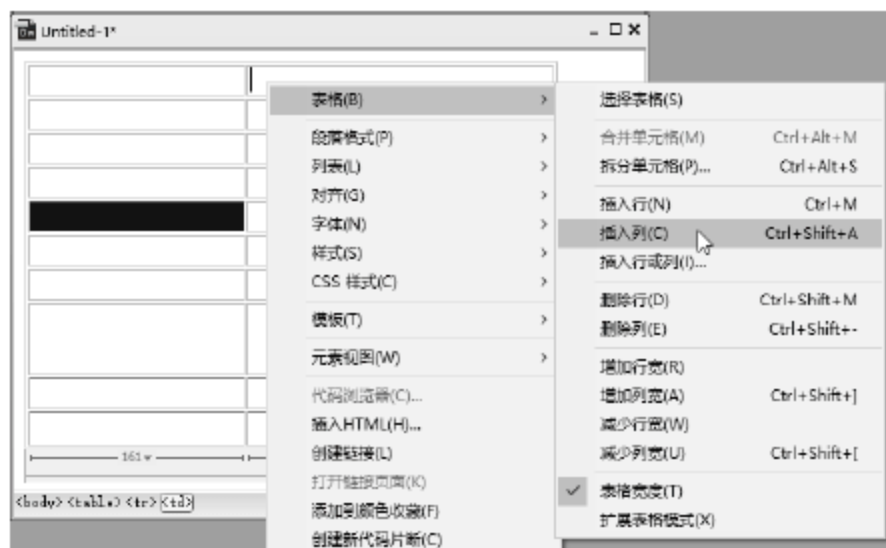 Untitled-1*
表格(B)
段落格式(P)
列表(L)
对齐(G)
字体(N)
样式(S)
CSS 样式(C)
模板(T)
元素视图(W)
代码浏览器(C)...
插入HTML(H)...
创建链接(L)
打开链接页面(K)
添加到颜色收藏(F)
创建新代码片断(C)
选择表格(S)
合并单元格(M) Ctrl+Alt+M
拆分单元格(P)... Ctrl+Alt+S
插入行(N) Ctrl+M
插入列(C) Ctrl+Shift+A
插入行或列(I)...
删除行(D) Ctrl+Shift+M
删除列(E) Ctrl+Shift+-
增加行宽(R)
增加列宽(A) Ctrl+Shift+]
减少行宽(W)
减少列宽(U) Ctrl+Shift+[
表格宽度(T)
扩展表格模式(X)
161
<body> <table> <tr> <td>